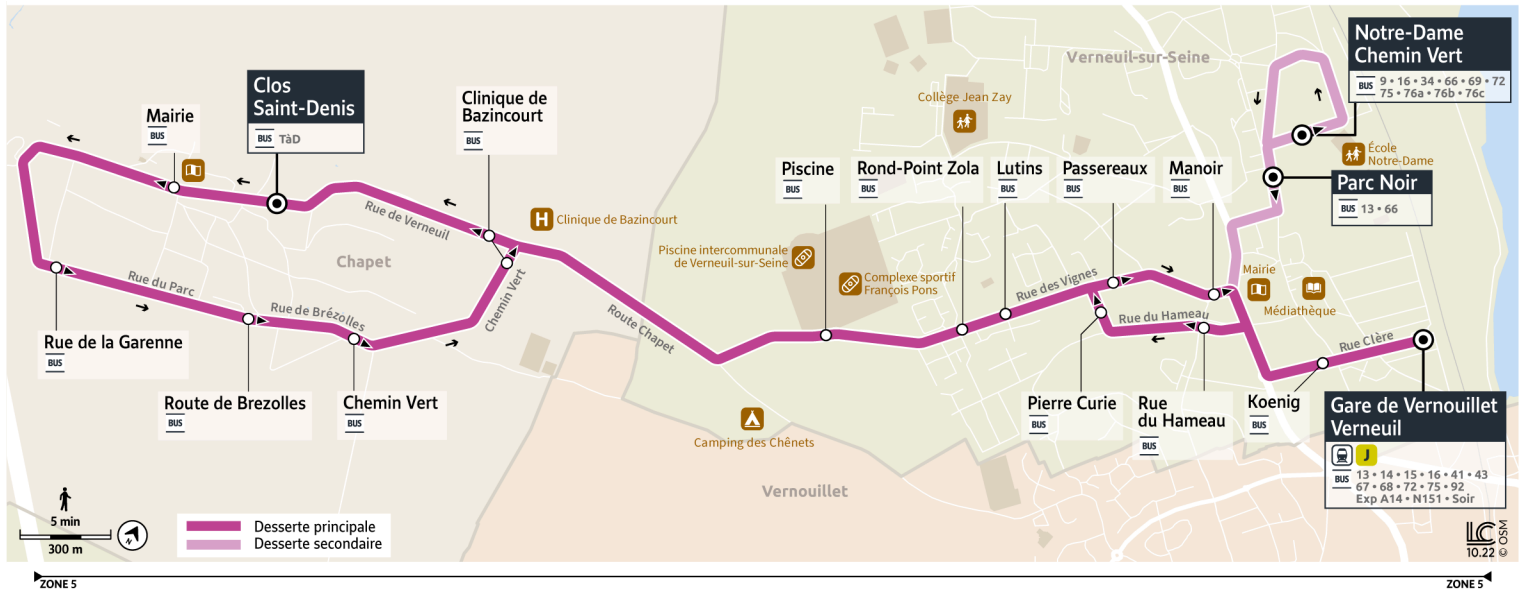 Notre-Dame
Chemin Vert
BUS 9 • 16 • 34 • 66 • 69 • 72
75 • 76a • 76b • 76c
Verneuil-sur-Seine
Clos
Saint-Denis
BUS TàD
Mairie
BUS
Clinique de
Bazincourt
BUS
Collège Jean Zay
École
Notre-Dame
Parc Noir
BUS 13 • 66
Piscine
BUS
Rond-Point Zola
BUS
Lutins
BUS
Passereaux
BUS
Manoir
BUS
Rue de Verneuil
H Clinique de Bazincourt
Piscine intercommunale
de Verneuil-sur-Seine
Complexe sportif
François Pons
Chapet
Rue du Parc
Rue de Brézolles
Chemin Vert
Route Chapet
Rue des Vignes
Rue du Hameau
Mairie
Médiathèque
Rue Clère
Rue de la Garenne
BUS
Route de Brezolles
BUS
Chemin Vert
BUS
Camping des Chênets
Pierre Curie
BUS
Rue
du Hameau
BUS
Koenig
BUS
Gare de Vernouillet
Verneuil
J
BUS 13 • 14 • 15 • 16 • 41 • 43
67 • 68 • 72 • 75 • 92
Exp A14 • N151 • Soir
Vernouillet
5 min
300 m
N
Desserte principale
Desserte secondaire
LC
10.22 © OSM
ZONE 5
ZONE 5